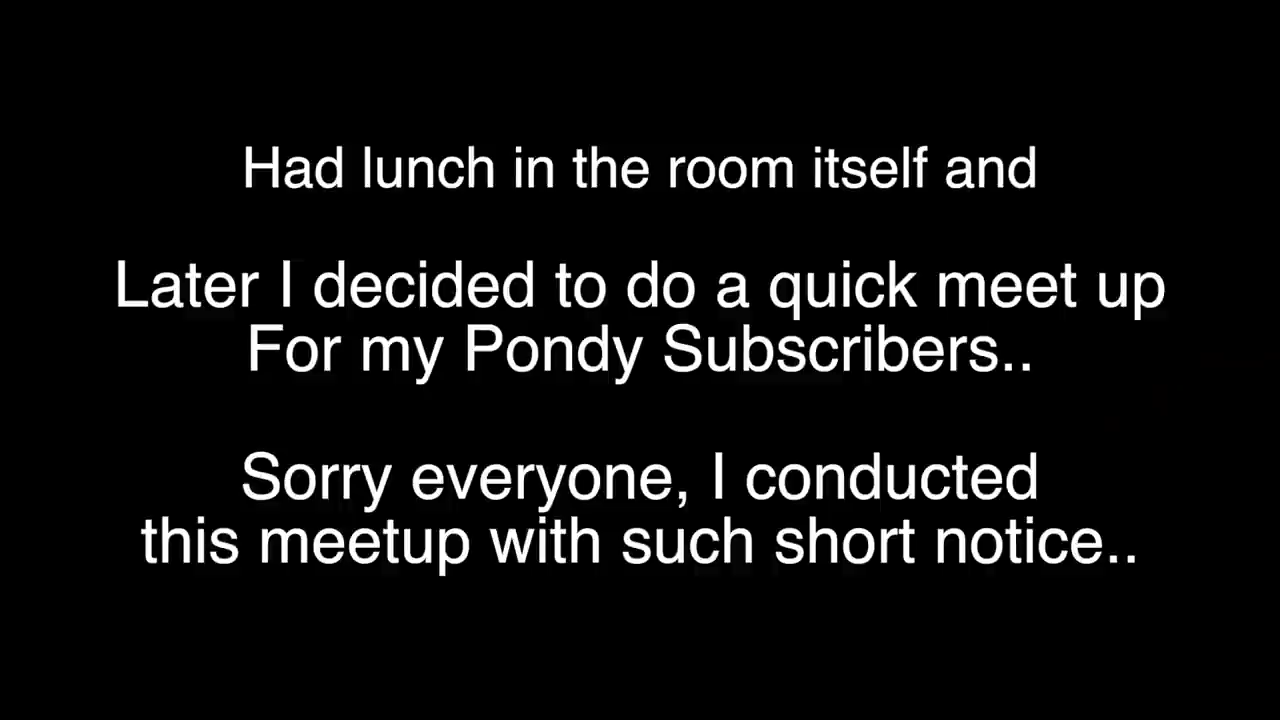 Had lunch in the room itself and
Later I decided to do a quick meet up
For my Pondy Subscribers..
Sorry everyone, I conducted
this meetup with such short notice..